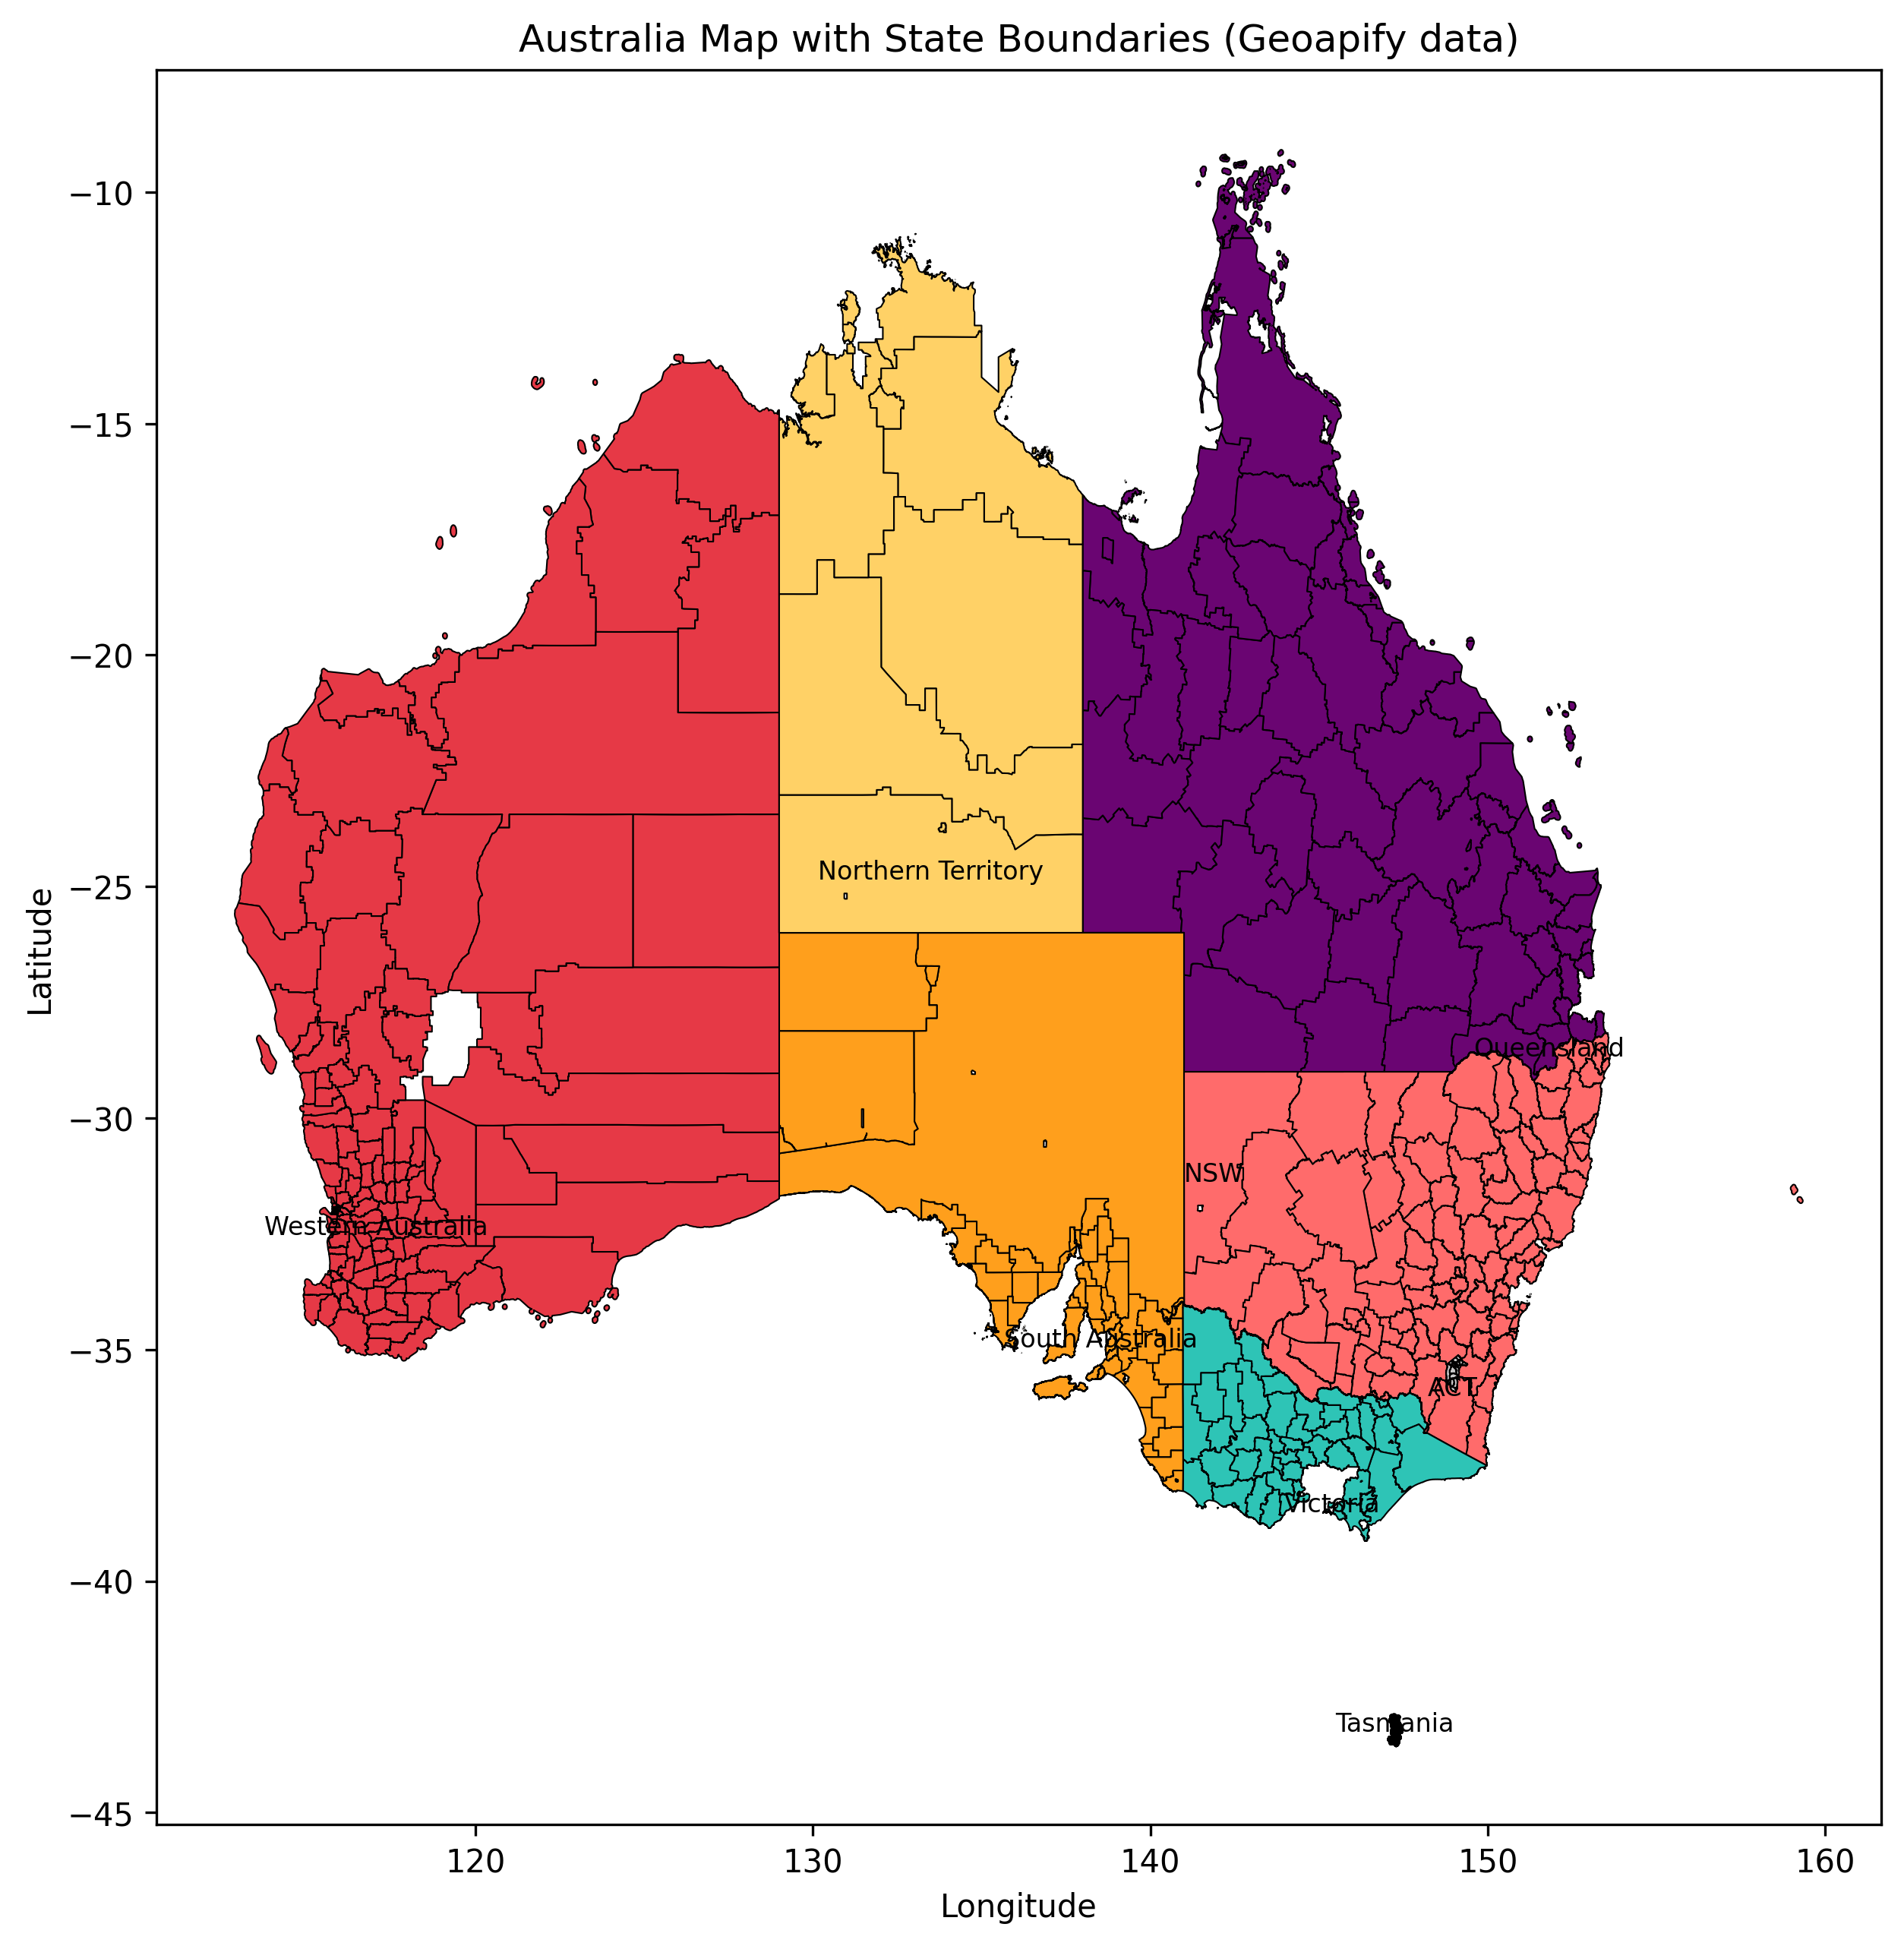 Australia Map with State Boundaries (Geoapify data)
Latitude
−10
−15
−20
−25
−30
−35
−40
−45
Northern Territory
Queensland
NSW
Western Australia
South Australia
ACT
Victoria
Tasmania
120
130
140
150
160
Longitude